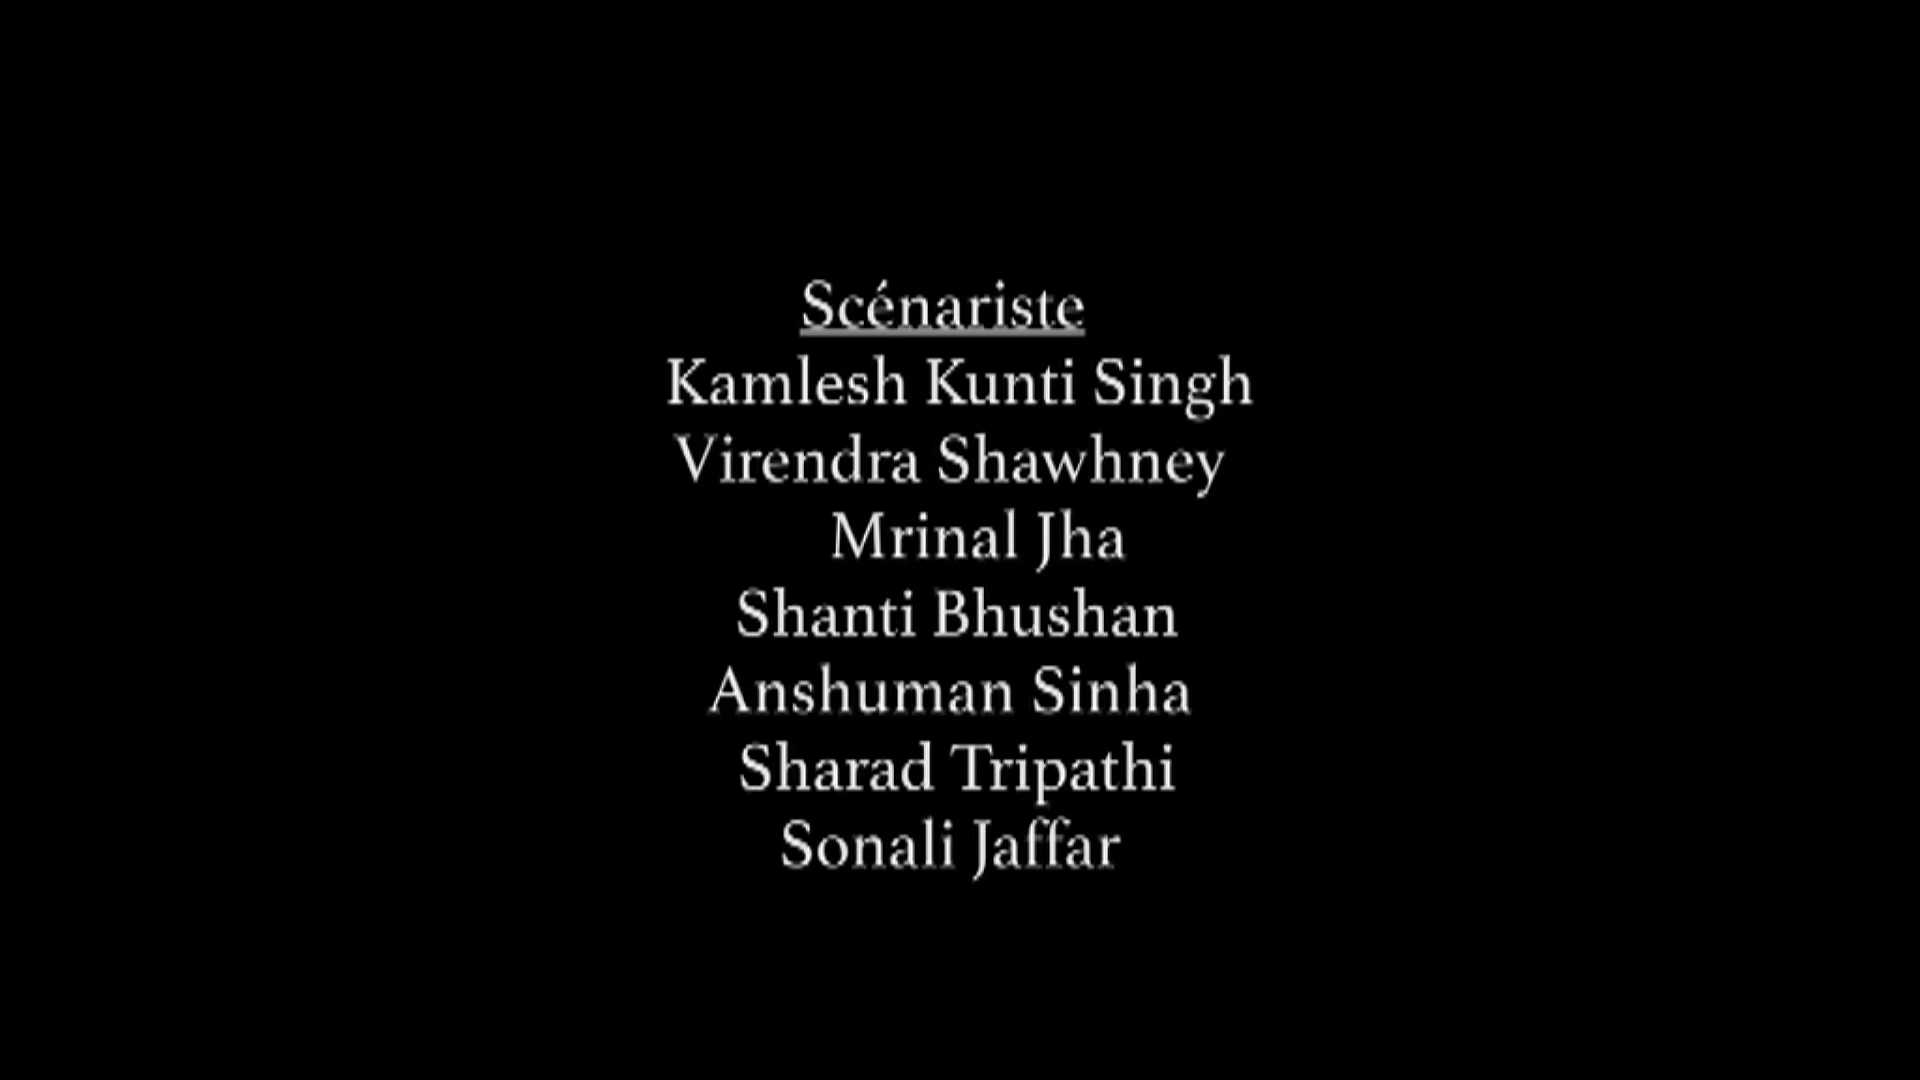 Scénariste
Kamlesh Kunti Singh
Virendra Shawhney
Mrinal Jha
Shanti Bhushan
Anshuman Sinha
Sharad Tripathi
Sonali Jaffar